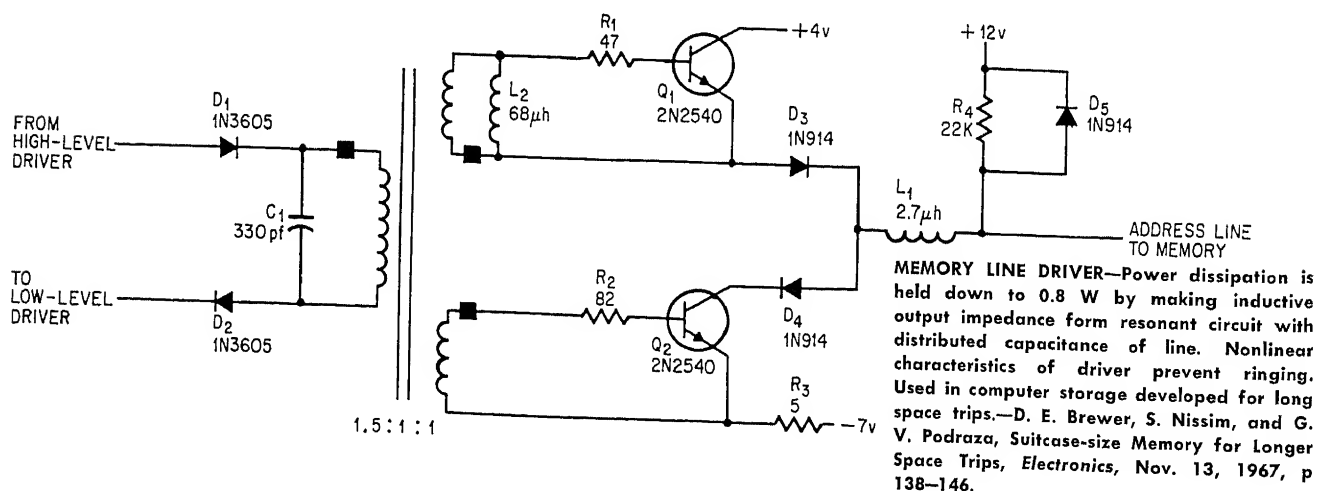 FROM
HIGH-LEVEL
DRIVER
D1
1N3605
C1
330 pf
TO
LOW-LEVEL
DRIVER
D2
1N3605
1.5:1:1
L2
68μh
R1
47
Q1
2N2540
+4v
D3
1N914
R2
82
Q2
2N2540
D4
1N914
R3
5
-7v
L1
2.7μh
+12v
R4
22K
D5
1N914
ADDRESS LINE
TO MEMORY
MEMORY LINE DRIVER—Power dissipation is
held down to 0.8 W by making inductive
output impedance form resonant circuit with
distributed capacitance of line. Nonlinear
characteristics of driver prevent ringing.
Used in computer storage developed for long
space trips.—D. E. Brewer, S. Nissim, and G.
V. Podraza, Suitcase-size Memory for Longer
Space Trips, Electronics, Nov. 13, 1967, p
138–146.